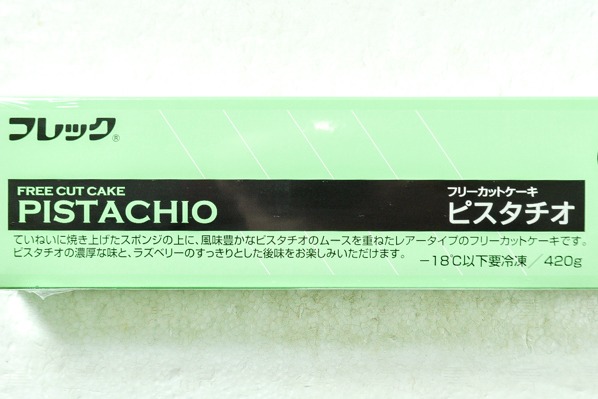 フレック®
FREE CUT CAKE
PISTACHIO
フリーカットケーキ
ピスタチオ
ていねいに焼き上げたスポンジの上に、風味豊かなピスタチオのムースを重ねたレアータイプのフリーカットケーキです。
ピスタチオの濃厚な味と、ラズベリーのすっきりとした後味をお楽しみいただけます。
−18℃以下要冷凍／420g